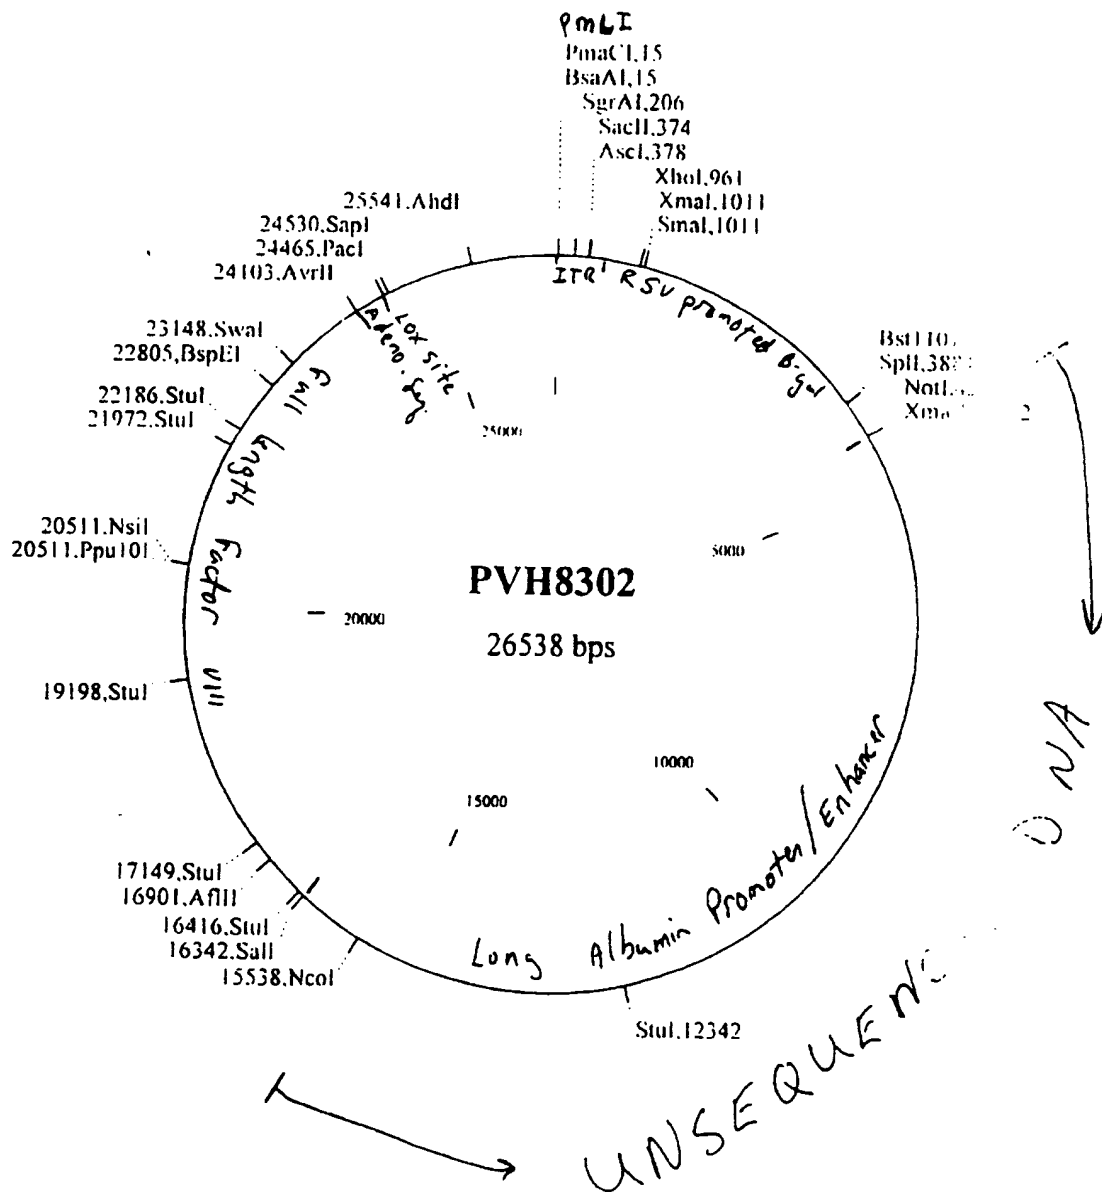 PmLI
PmaCI,15
BsaAI,15
SgrAI,206
SacII,374
AscI,378
XhoI,961
XmaI,1011
SmaI,1011
25541,AhdI
24530,SapI
24465,PacI
24103,AvrII
23148,SwaI
22805,BspEI
22186,StuI
21972,StuI
20511,NsiI
20511,Ppu10I
19198,StuI
17149,StuI
16901,AflII
16416,StuI
16342,SalI
15538,NcoI
StuI,12342
ITR
RSV promoted B-gal
LOX site
Adeno.
Full length Factor VIII
Long Albumin Promoter/Enhancer
25000
5000
20000
10000
15000
PVH8302
26538 bps
DNA